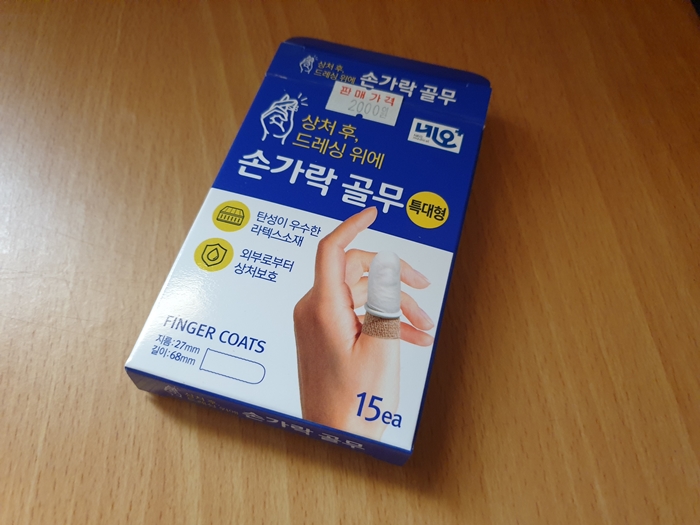 상처 후,
드레싱 위에 손가락 골무
판매가격
2000원
네오
상처 후,
드레싱 위에
손가락 골무 특대형
탄성이 우수한
라텍스소재
외부로부터
상처보호
FINGER COATS
지름:27mm
길이:68mm
15ea
손가락 골무